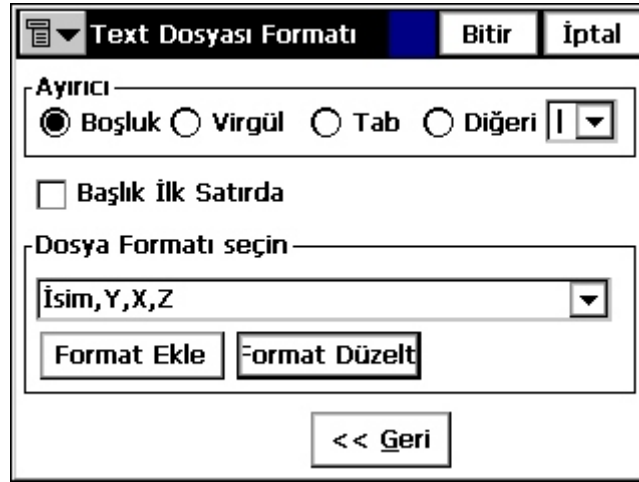 Text Dosyası Formatı Bitir İptal
Ayırıcı
Boşluk Virgül Tab Diğeri |
Başlık İlk Satırda
Dosya Formatı seçin
İsim,Y,X,Z
Format Ekle Format Düzelt
<< Geri